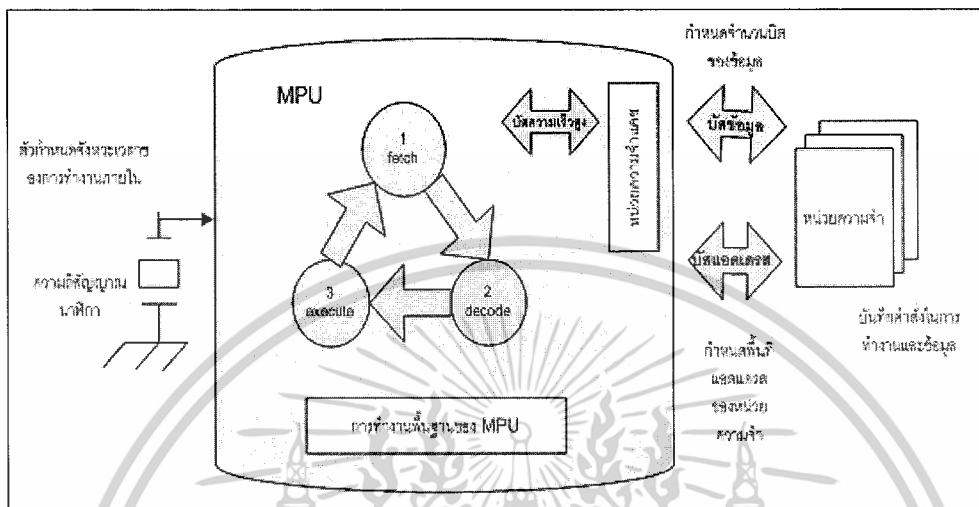 MPU
1
fetch
2
decode
3
execute
การทำงานพื้นฐานของ MPU
บัสความเร็วสูง
หน่วยความจำแคช
กำหนดจำนวนบิต
ของข้อมูล
บัสข้อมูล
บัสแอดเดรส
หน่วยความจำ
บันทึกคำสั่งในการ
ทำงานและข้อมูล
กำหนดพื้นที่
แอดเดรส
ของหน่วย
ความจำ
ตัวกำหนดจังหวะเวลาข
องการทำงานภายใน
ความถี่สัญญาณ
นาฬิกา